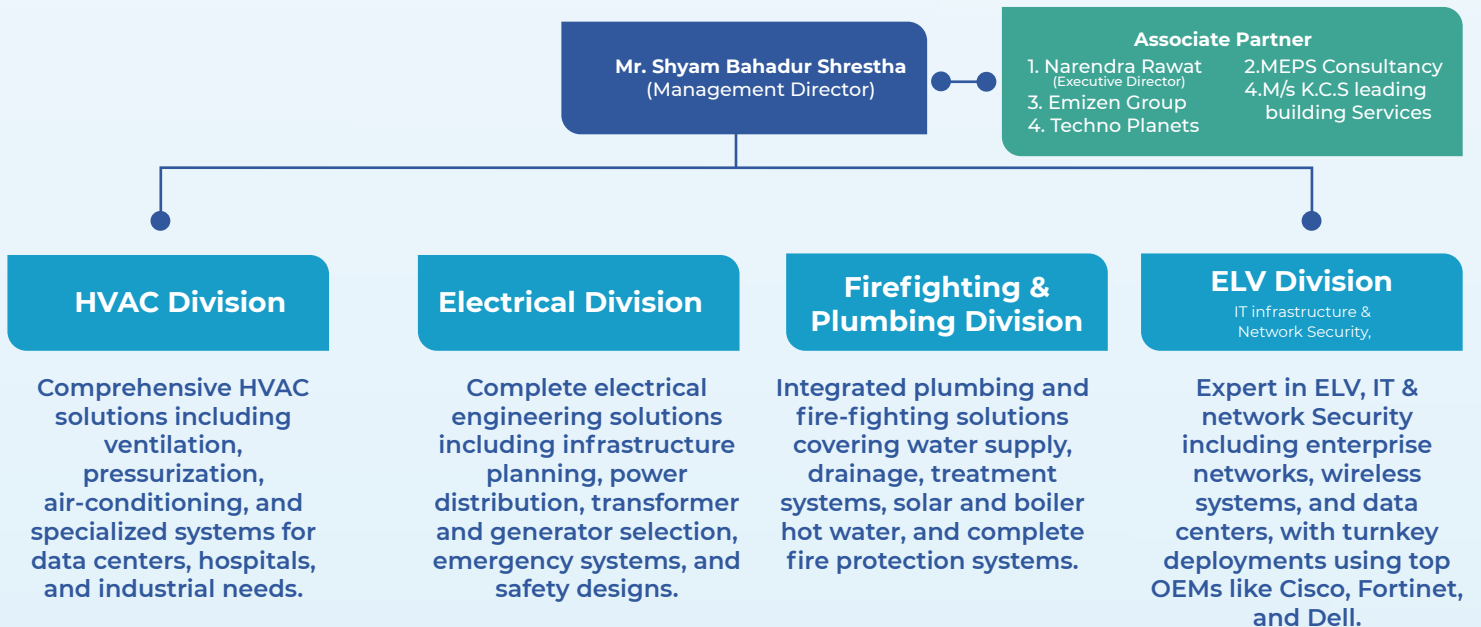 Mr. Shyam Bahadur Shrestha
(Management Director)
Associate Partner
1. Narendra Rawat
(Executive Director)
3. Emizen Group
4. Techno Planets
2.MEPS Consultancy
4.M/s K.C.S leading
building Services
HVAC Division
Comprehensive HVAC
solutions including
ventilation,
pressurization,
air-conditioning, and
specialized systems for
data centers, hospitals,
and industrial needs.
Electrical Division
Complete electrical
engineering solutions
including infrastructure
planning, power
distribution, transformer
and generator selection,
emergency systems, and
safety designs.
Firefighting &
Plumbing Division
Integrated plumbing and
fire-fighting solutions
covering water supply,
drainage, treatment
systems, solar and boiler
hot water, and complete
fire protection systems.
ELV Division
IT infrastructure &
Network Security,
Expert in ELV, IT &
network Security
including enterprise
networks, wireless
systems, and data
centers, with turnkey
deployments using top
OEMs like Cisco, Fortinet,
and Dell.